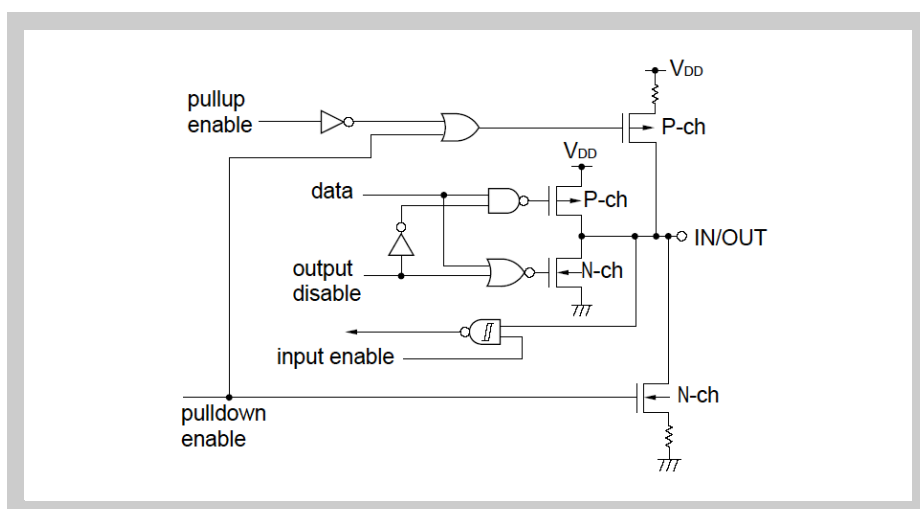 VDD
pullup
enable
P-ch
VDD
data
P-ch
IN/OUT
output
disable
N-ch
input enable
N-ch
pulldown
enable